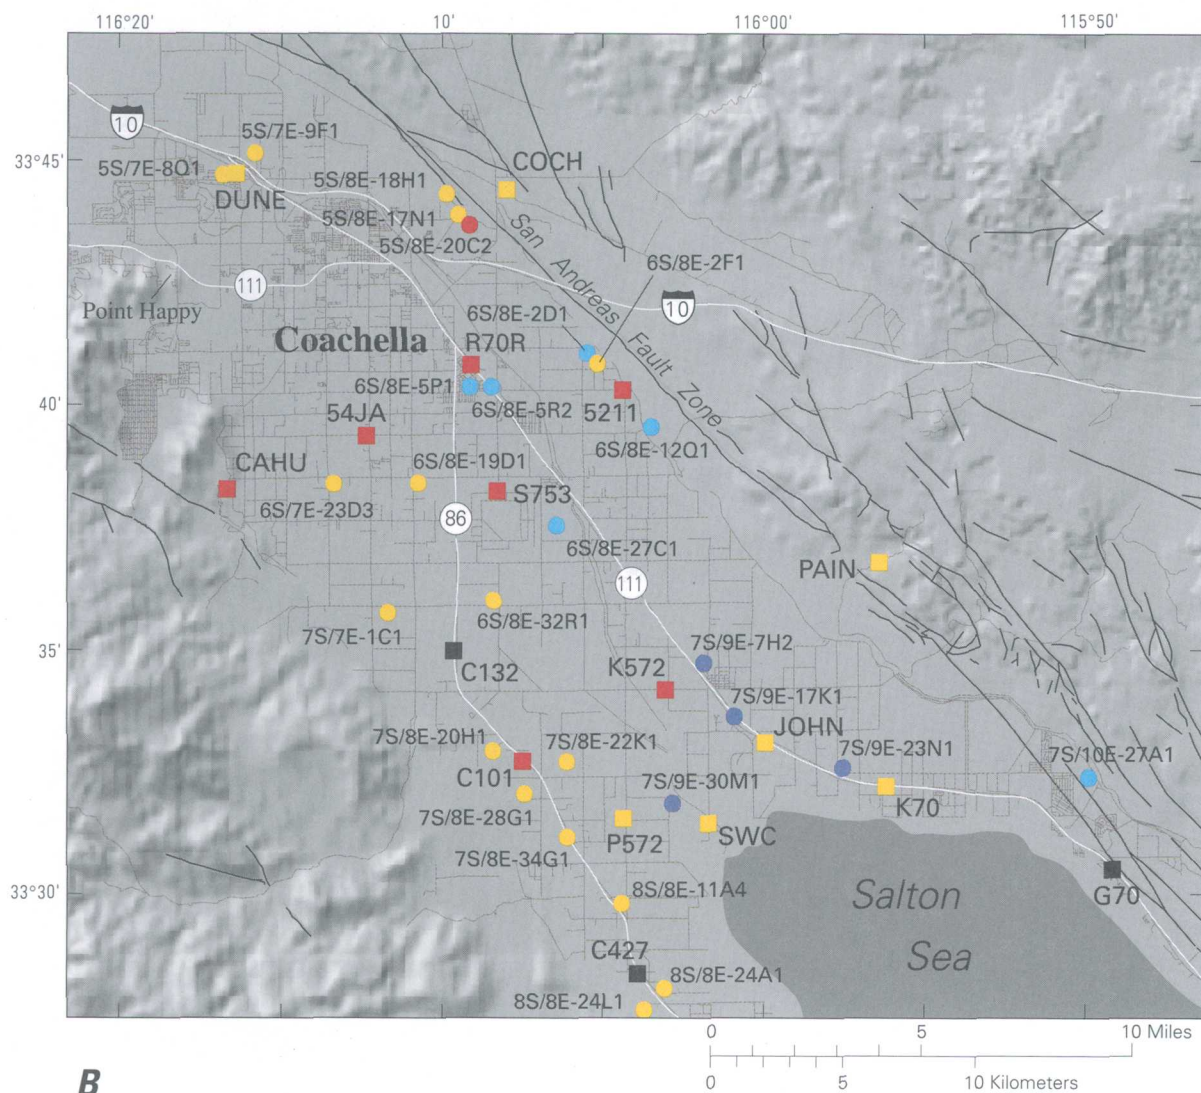 116°20'
10'
116°00'
115°50'
10
5S/7E-9F1
33°45'
5S/7E-8Q1
DUNE
5S/8E-18H1
COCH
5S/8E-17N1
5S/8E-20C2
San Andreas Fault Zone
6S/8E-2F1
111
10
Point Happy
6S/8E-2D1
Coachella
R70R
6S/8E-5P1
40'
54JA
6S/8E-5R2
5211
6S/8E-12Q1
CAHU
6S/8E-19D1
S753
6S/7E-23D3
86
6S/8E-27C1
PAIN
111
7S/7E-1C1
6S/8E-32R1
35'
C132
K572
7S/9E-7H2
7S/9E-17K1
JOHN
7S/8E-20H1
7S/8E-22K1
7S/9E-23N1
7S/10E-27A1
C101
7S/9E-30M1
K70
7S/8E-28G1
P572
SWC
7S/8E-34G1
33°30'
8S/8E-11A4
Salton
G70
Sea
C427
8S/8E-24A1
8S/8E-24L1
0 5 10 Miles
0 5 10 Kilometers
B